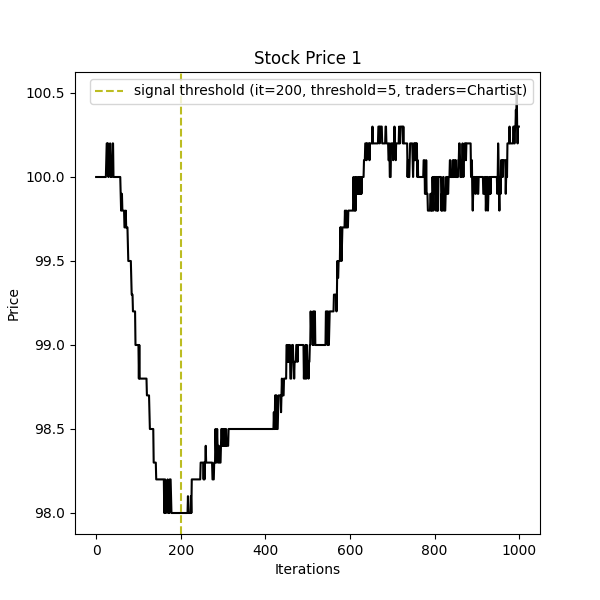 Stock Price 1
signal threshold (it=200, threshold=5, traders=Chartist)
100.5
100.0
99.5
99.0
98.5
98.0
Price
0 200 400 600 800 1000
Iterations